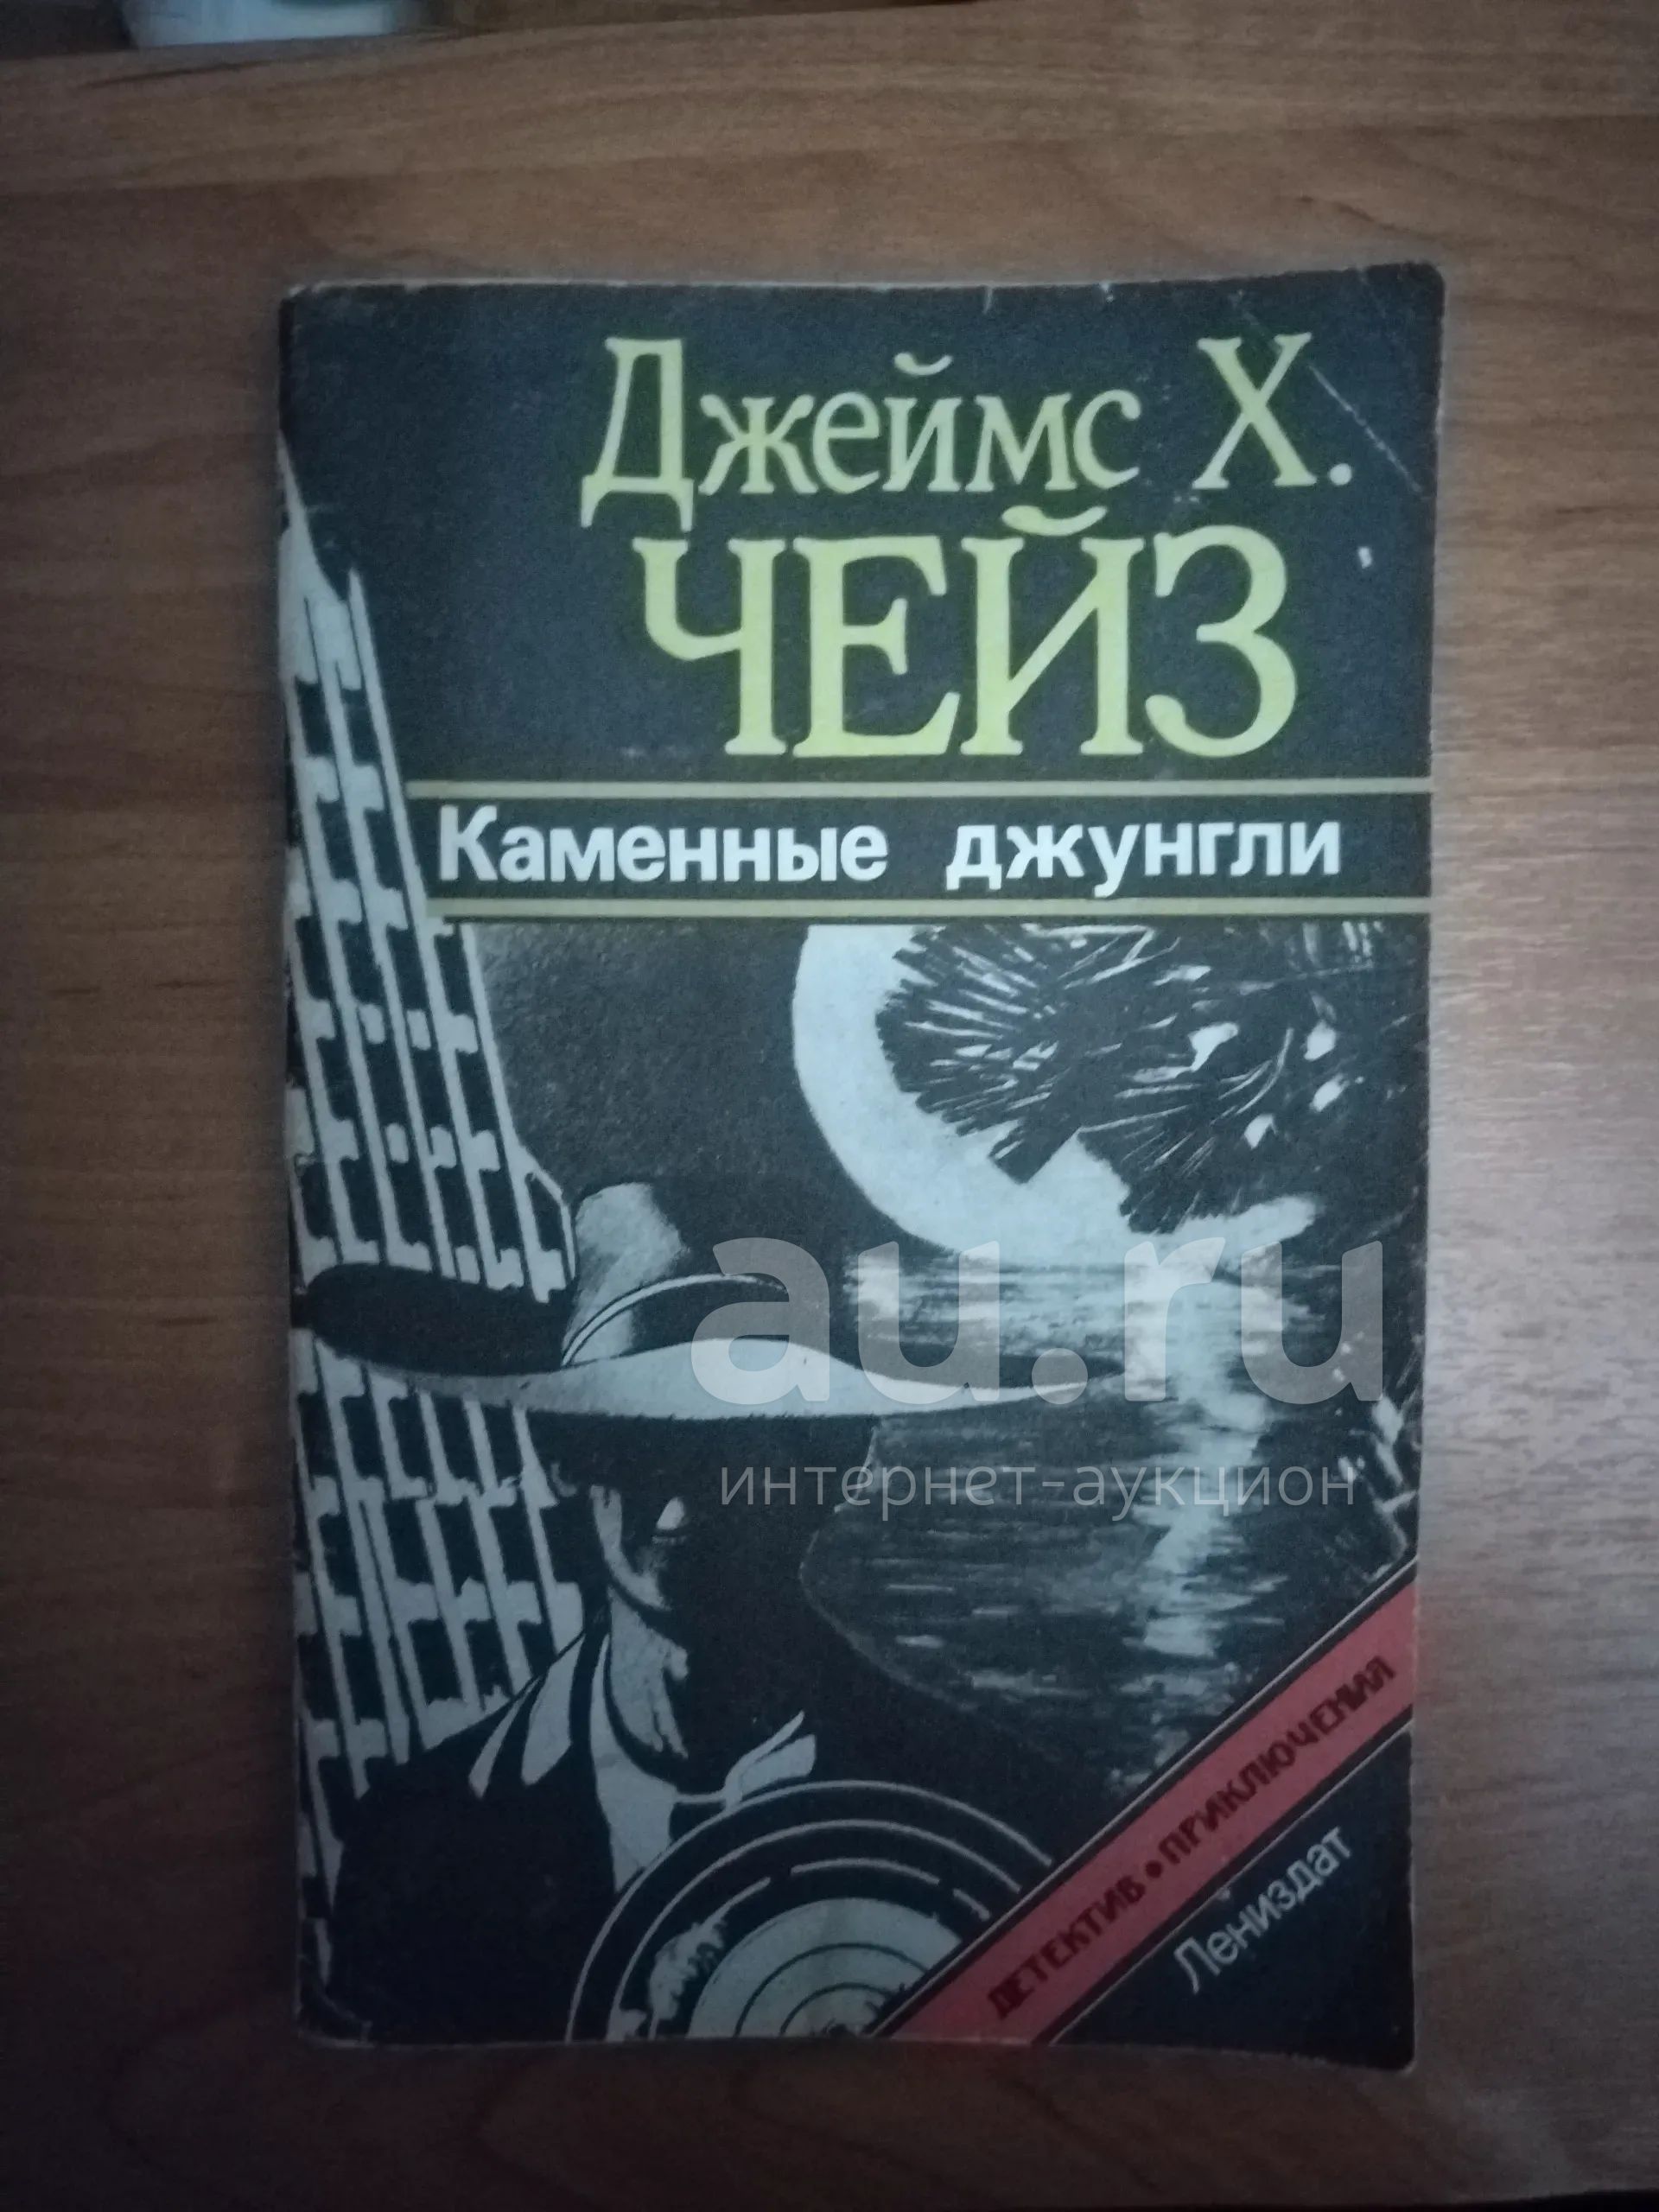 Джеймс Х.
ЧЕЙЗ
Каменные джунгли
au.ru
интернет-аукцион
ДЕТЕКТИВ • ПРИКЛЮЧЕНИЯ
Лениздат